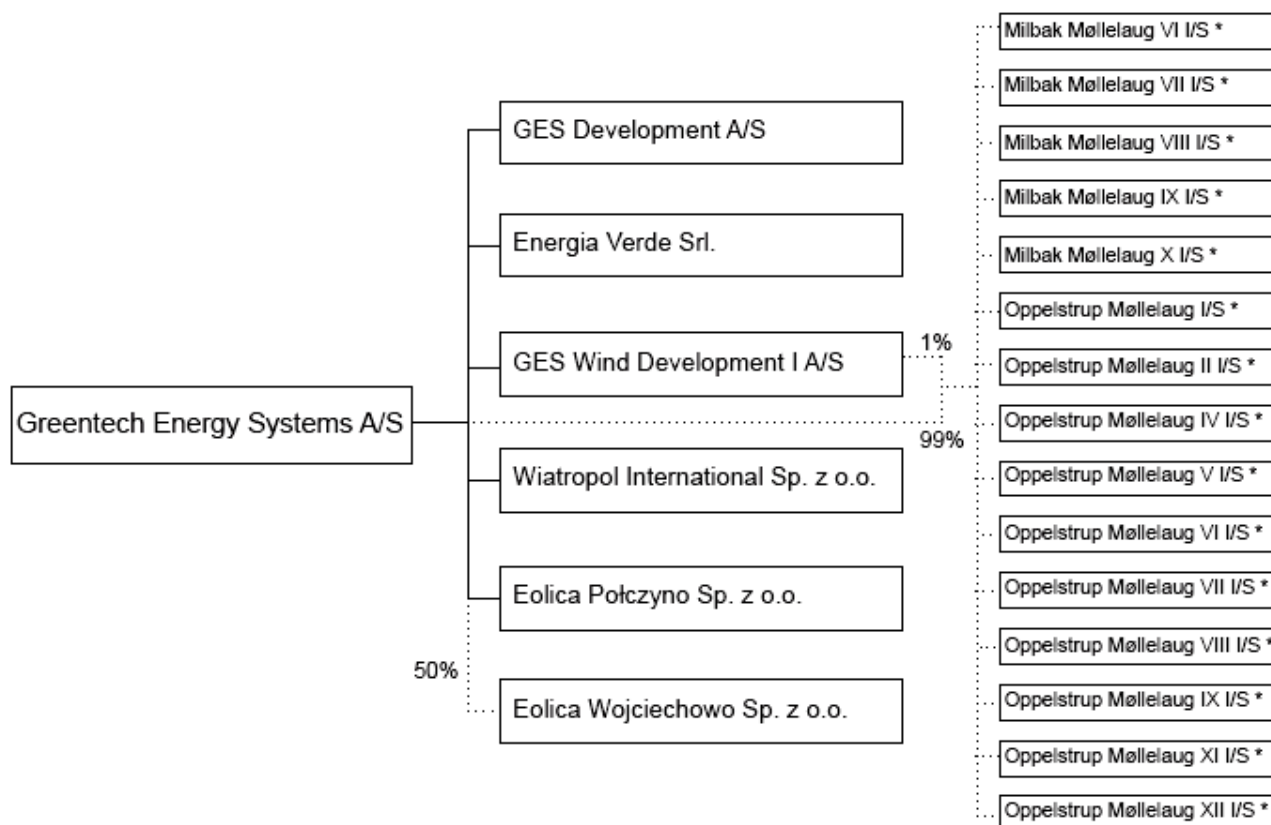 Greentech Energy Systems A/S
GES Development A/S
Energia Verde Srl.
GES Wind Development I A/S
Wiatropol International Sp. z o.o.
Eolica Połczyno Sp. z o.o.
Eolica Wojciechowo Sp. z o.o.
50%
1%
99%
Milbak Møllelaug VI I/S *
Milbak Møllelaug VII I/S *
Milbak Møllelaug VIII I/S *
Milbak Møllelaug IX I/S *
Milbak Møllelaug X I/S *
Oppelstrup Møllelaug I/S *
Oppelstrup Møllelaug II I/S *
Oppelstrup Møllelaug IV I/S *
Oppelstrup Møllelaug V I/S *
Oppelstrup Møllelaug VI I/S *
Oppelstrup Møllelaug VII I/S *
Oppelstrup Møllelaug VIII I/S *
Oppelstrup Møllelaug IX I/S *
Oppelstrup Møllelaug XI I/S *
Oppelstrup Møllelaug XII I/S *